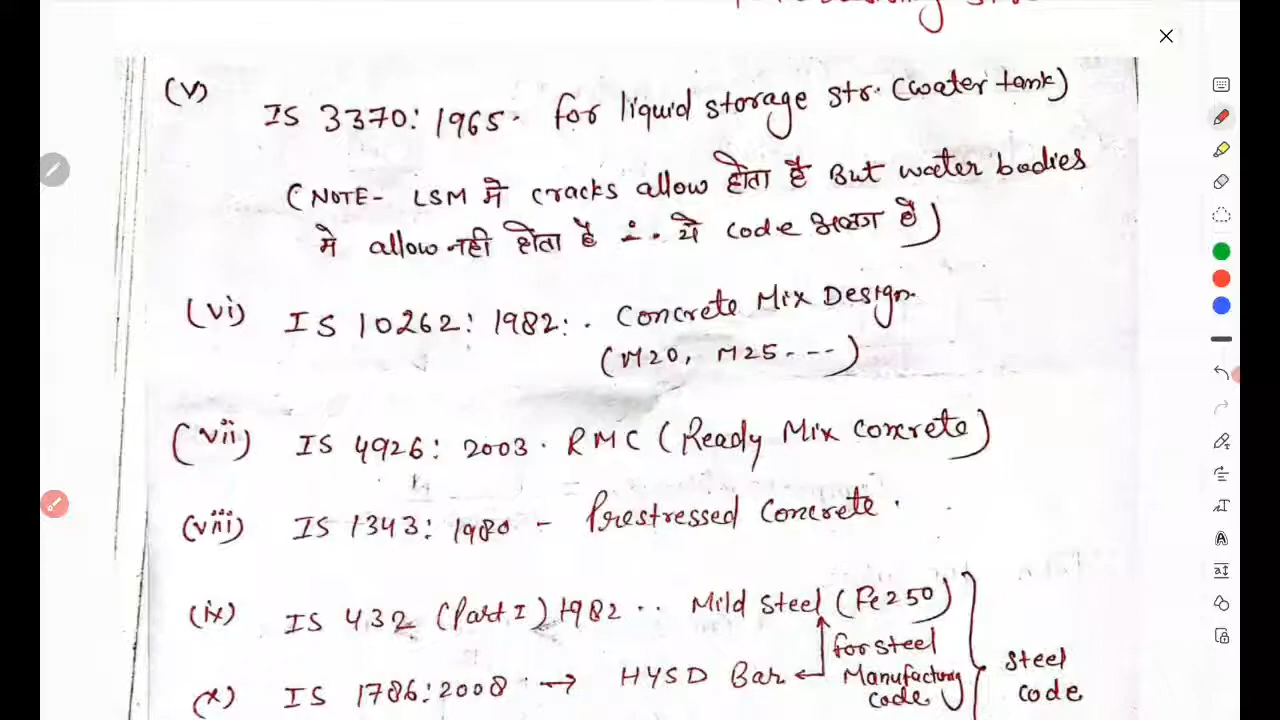 (v) IS 3370: 1965. for liquid storage str. (water tank)
(NOTE- LSM मे cracks allow होता है But water bodies
मे allow नही होता है ∴ ये code अलग है)
(vi) IS 10262: 1982: . Concrete Mix Design.
(M20, M25 ----)
(vii) IS 4926: 2003. RMC (Ready Mix concrete)
(viii) IS 1343: 1980 - Prestressed Concrete .
(ix) IS 432 (Part I) 1982 .. Mild Steel (Fe250)
for steel
Manufactury
code
(x) IS 1786:2008 → HYSD Bar
steel
code